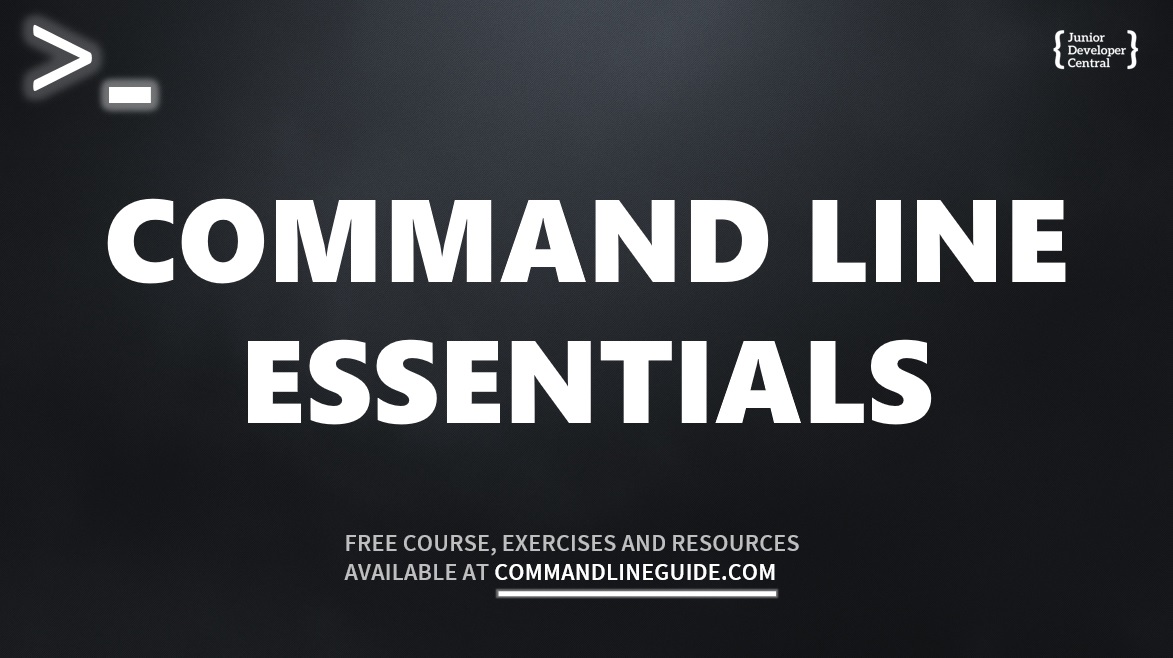 >_
{ Junior
Developer
Central }
COMMAND LINE
ESSENTIALS
FREE COURSE, EXERCISES AND RESOURCES
AVAILABLE AT COMMANDLINEGUIDE.COM